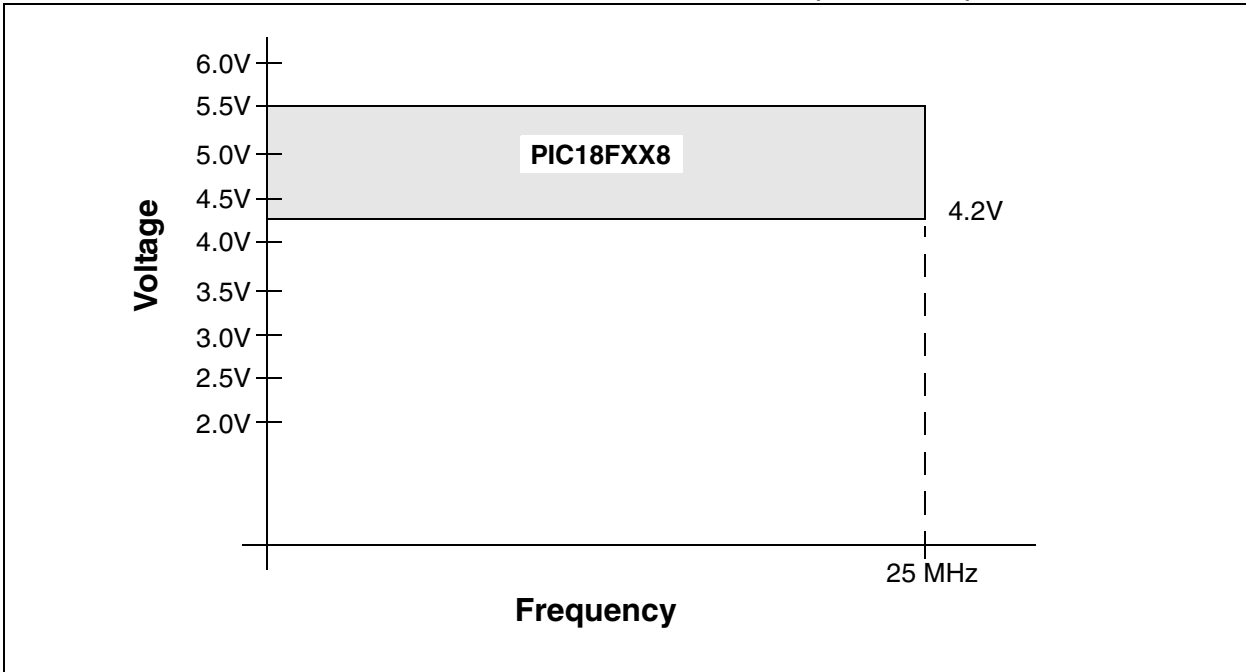 6.0V
5.5V
5.0V
PIC18FXX8
4.5V
4.2V
4.0V
3.5V
3.0V
2.5V
2.0V
Voltage
25 MHz
Frequency